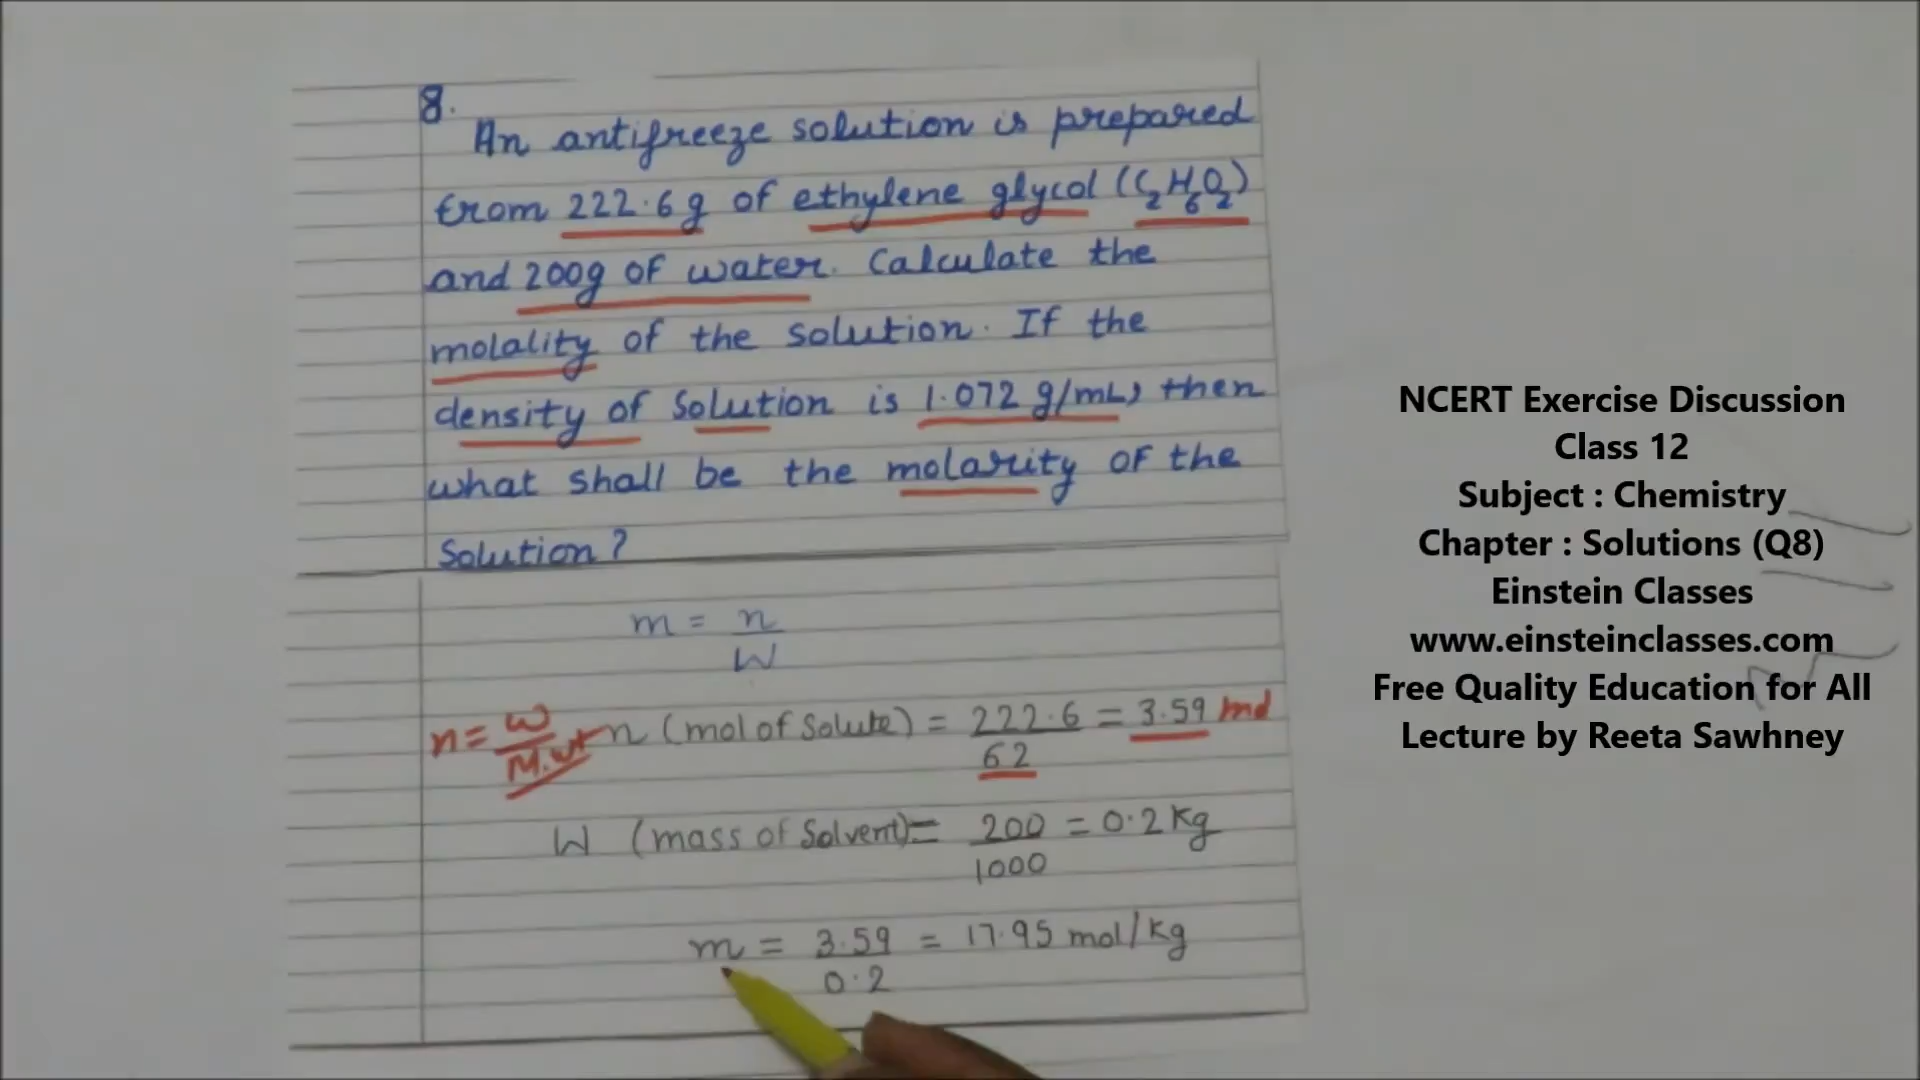 8.
An antifreeze solution is prepared
from 222.6g of ethylene glycol (C₂H₆O₂)
and 200g of water. Calculate the
molality of the solution. If the
density of solution is 1.072 g/mL, then
what shall be the molarity of the
solution?
m = n/W
n = w/M.wt n (mol of solute) = 222.6/62 = 3.59 mol
W (mass of solvent) = 200/1000 = 0.2 Kg
m = 3.59/0.2 = 17.95 mol/kg
NCERT Exercise Discussion
Class 12
Subject : Chemistry
Chapter : Solutions (Q8)
Einstein Classes
www.einsteinclasses.com
Free Quality Education for All
Lecture by Reeta Sawhney